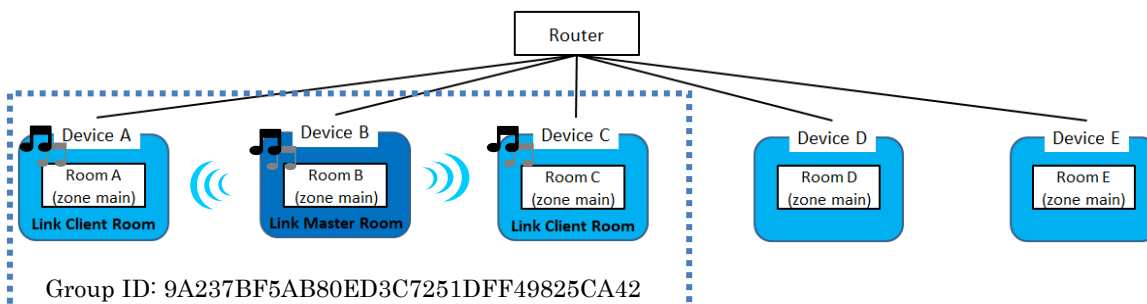 Router
Device A
Room A
(zone main)
Link Client Room
Device B
Room B
(zone main)
Link Master Room
Device C
Room C
(zone main)
Link Client Room
Device D
Room D
(zone main)
Device E
Room E
(zone main)
Group ID: 9A237BF5AB80ED3C7251DFF49825CA42